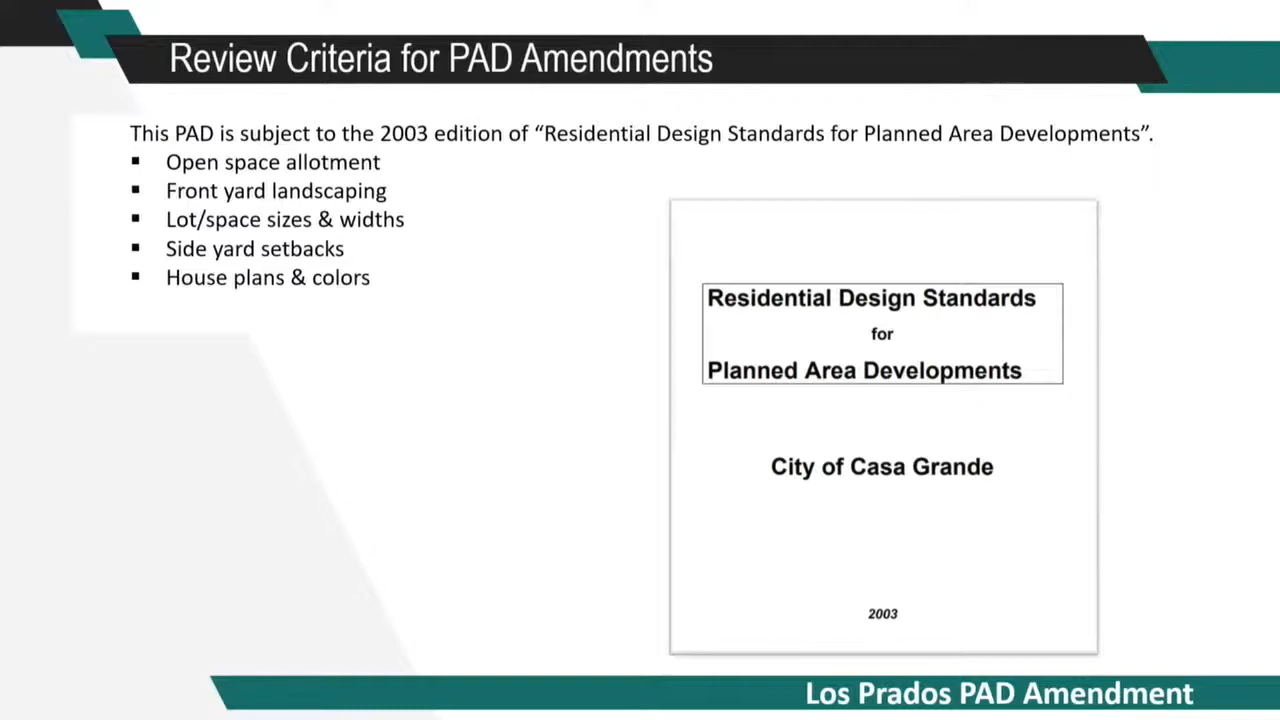 Review Criteria for PAD Amendments
This PAD is subject to the 2003 edition of “Residential Design Standards for Planned Area Developments”.
▪ Open space allotment
▪ Front yard landscaping
▪ Lot/space sizes & widths
▪ Side yard setbacks
▪ House plans & colors
Residential Design Standards
for
Planned Area Developments
City of Casa Grande
2003
Los Prados PAD Amendment